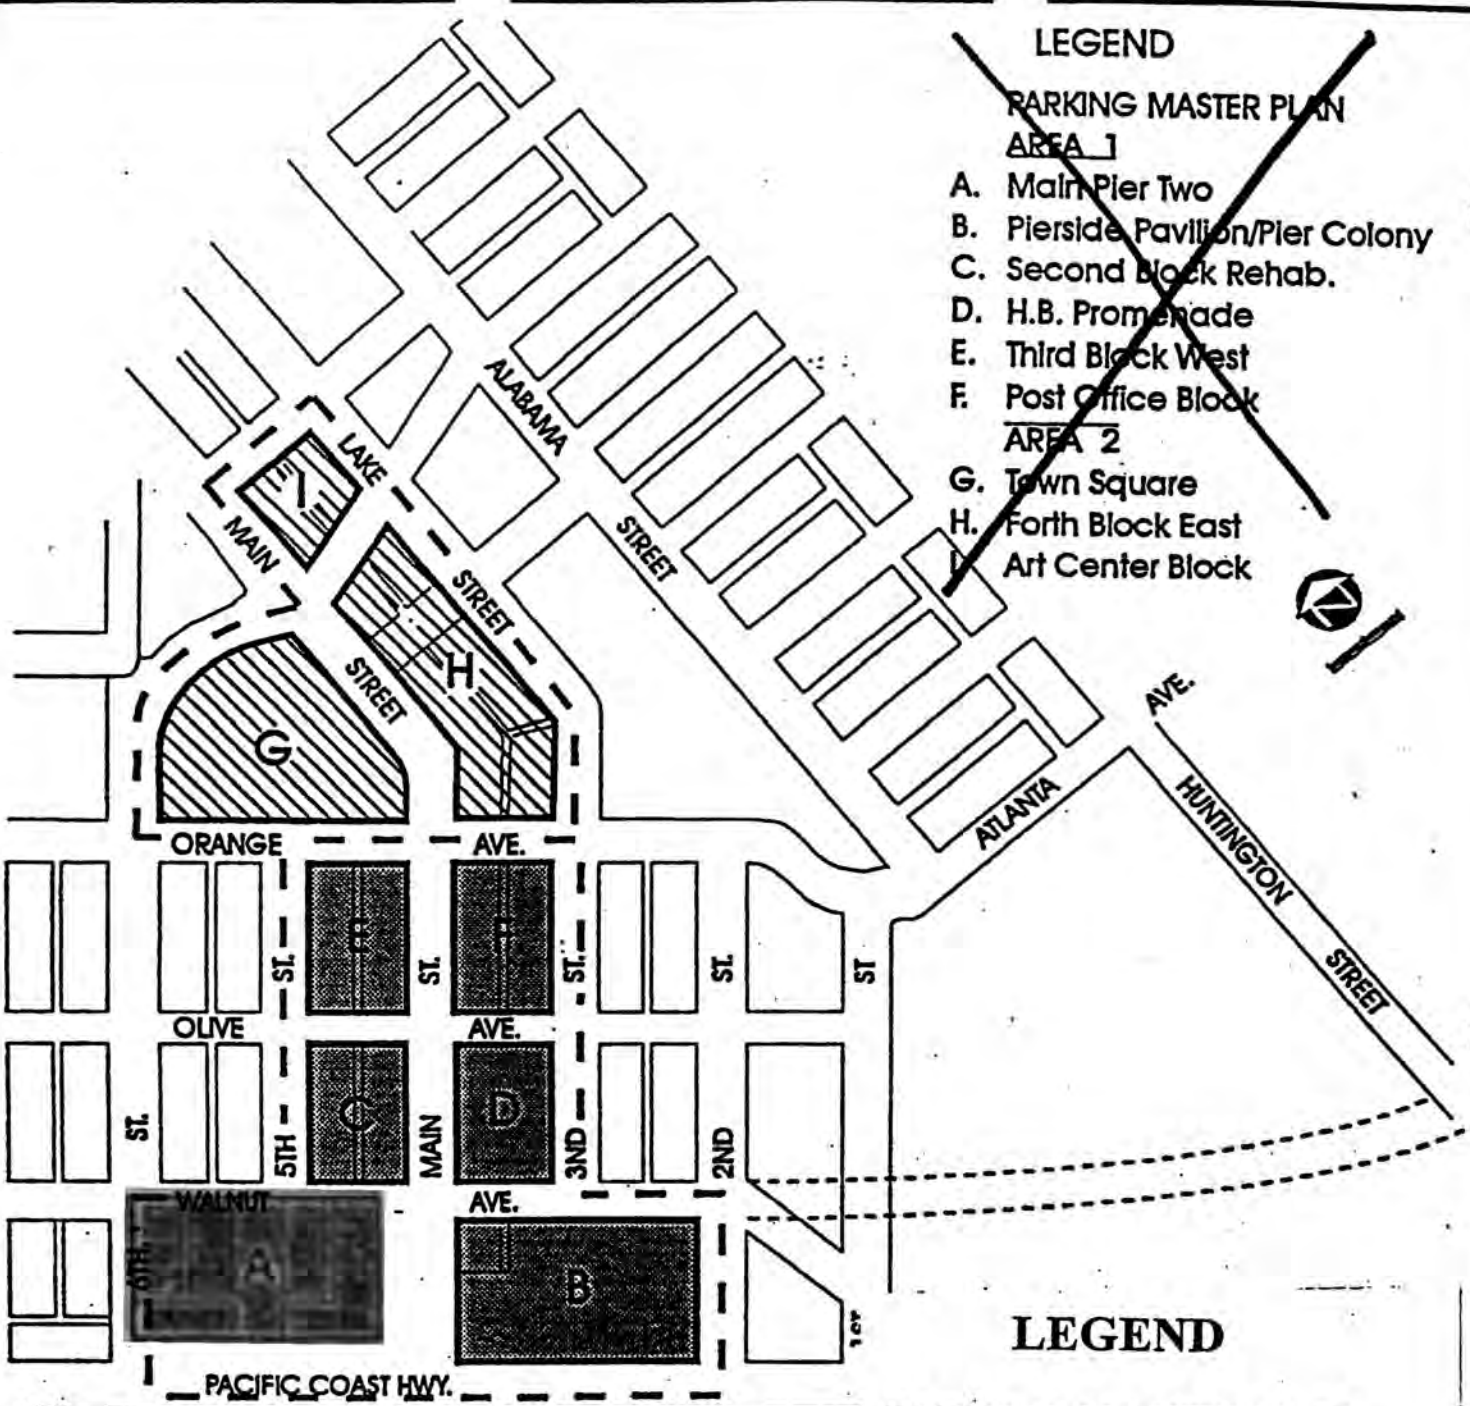 LEGEND
PARKING MASTER PLAN
AREA 1
A. Main Pier Two
B. Pierside Pavilion/Pier Colony
C. Second Block Rehab.
D. H.B. Promenade
E. Third Block West
F. Post Office Block
AREA 2
G. Town Square
H. Forth Block East
I. Art Center Block
N
ALABAMA
STREET
LAKE
STREET
I
MAIN
STREET
H
G
AVE.
HUNTINGTON
STREET
ATLANTA
ORANGE
AVE.
E
F
ST.
ST.
ST.
ST.
ST
OLIVE
AVE.
C
D
ST.
5TH
MAIN
3ND
2ND
WALNUT
AVE.
6TH.
A
B
1ST
LEGEND
PACIFIC COAST HWY.